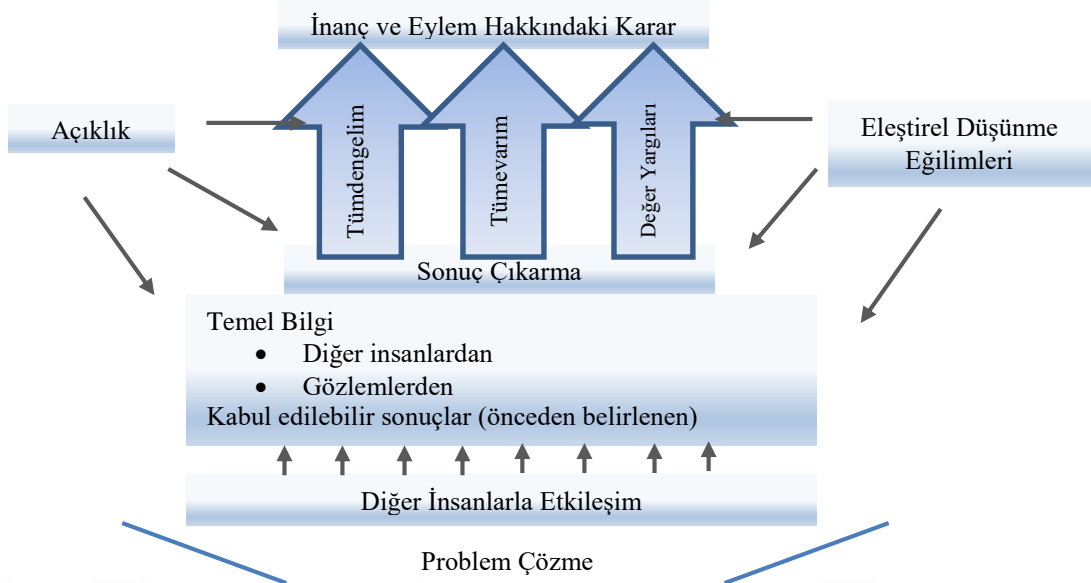 İnanç ve Eylem Hakkındaki Karar
Açıklık
Tümdengelim
Tümevarım
Değer Yargıları
Eleştirel Düşünme
Eğilimleri
Sonuç Çıkarma
Temel Bilgi
• Diğer insanlardan
• Gözlemlerden
Kabul edilebilir sonuçlar (önceden belirlenen)
Diğer İnsanlarla Etkileşim
Problem Çözme